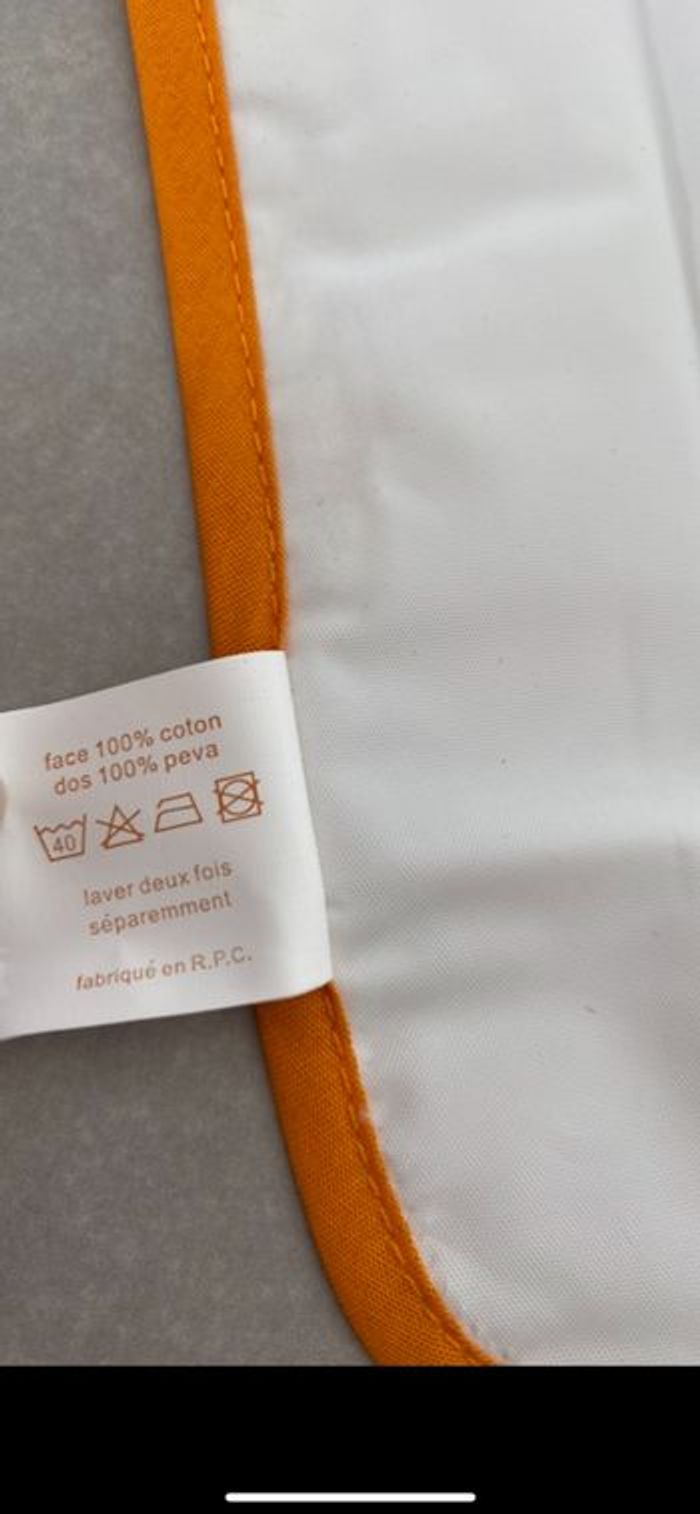 face 100% coton
dos 100% peva
40
laver deux fois
séparemment
fabriqué en R.P.C.